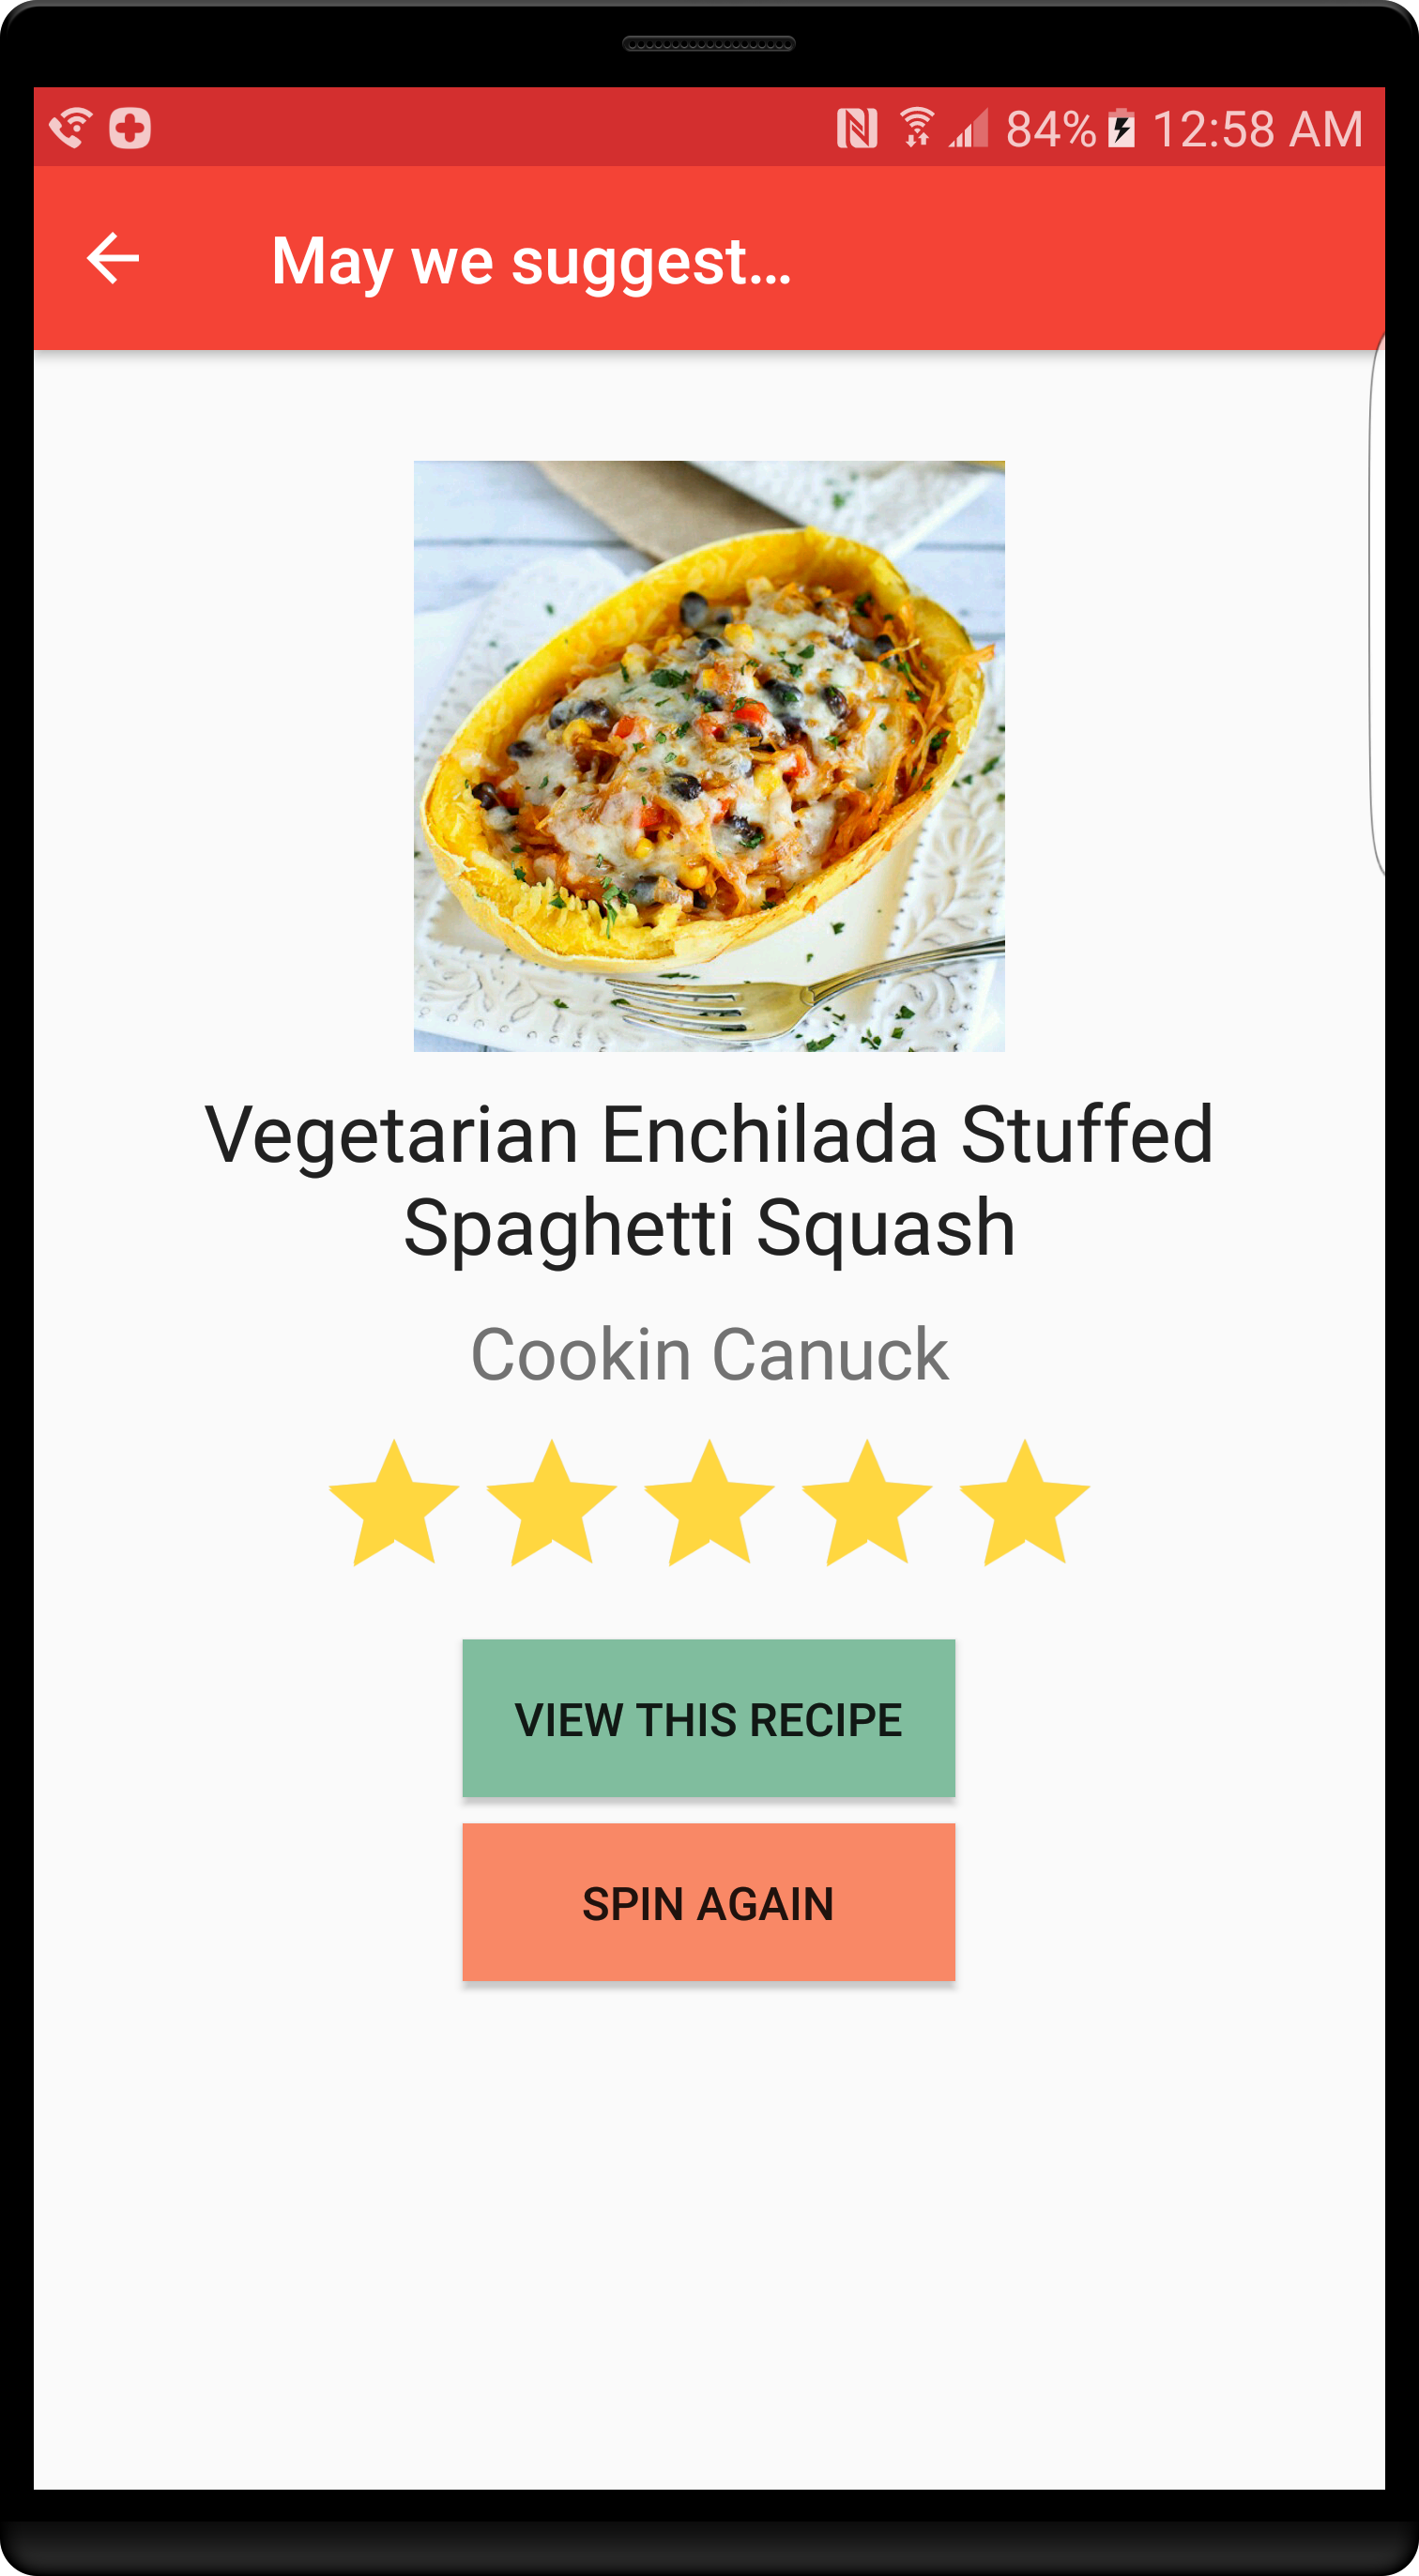 84% 12:58 AM
May we suggest...
Vegetarian Enchilada Stuffed
Spaghetti Squash
Cookin Canuck
VIEW THIS RECIPE
SPIN AGAIN